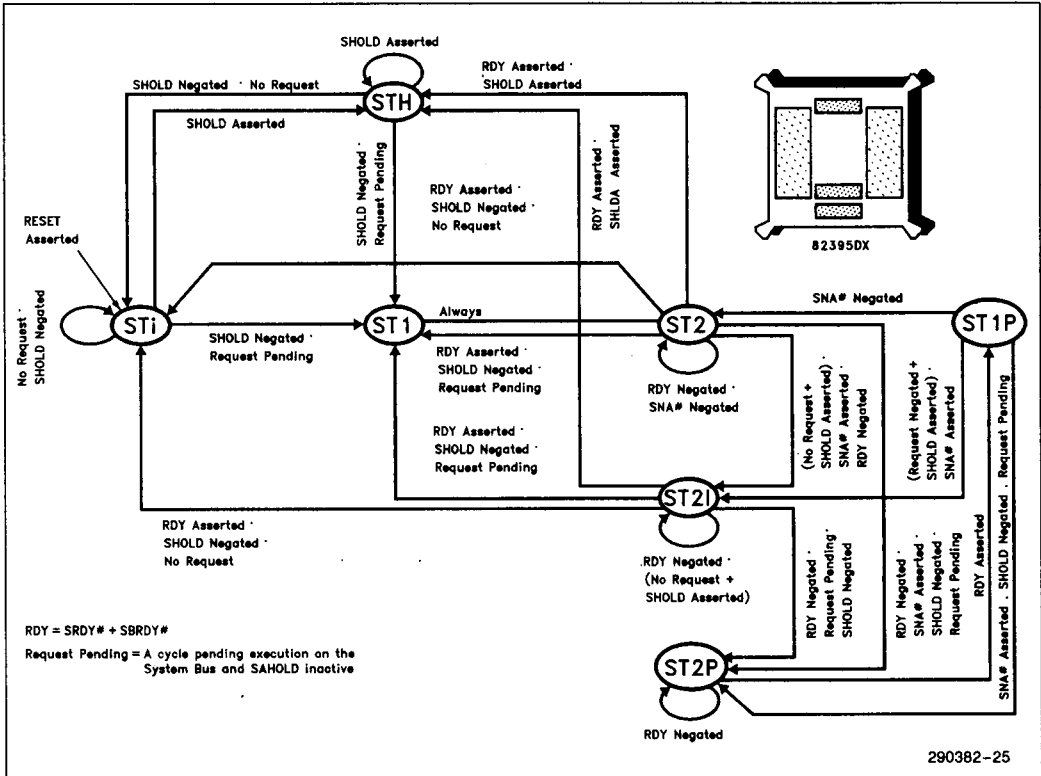 SHOLD Asserted
RDY Asserted ·
SHOLD Asserted
SHOLD Negated · No Request
STH
SHOLD Asserted
SHOLD Negated ·
Request Pending
RDY Asserted ·
SHOLD Negated ·
No Request
RDY Asserted ·
SHLDA Asserted
82395DX
RESET
Asserted
No Request ·
SHOLD Negated
STi
SHOLD Negated ·
Request Pending
ST1
Always
RDY Asserted ·
SHOLD Negated ·
Request Pending
ST2
SNA# Negated
ST1P
RDY Negated ·
SNA# Negated
(No Request +
SHOLD Asserted) ·
SNA# Asserted ·
RDY Negated
(Request Negated +
SHOLD Asserted) ·
SNA# Asserted
RDY Asserted ·
SHOLD Negated ·
Request Pending
ST2I
RDY Asserted ·
SHOLD Negated ·
No Request
RDY Negated ·
(No Request +
SHOLD Asserted)
RDY Negated ·
Request Pending ·
SHOLD Negated
RDY Negated ·
SNA# Asserted ·
SHOLD Negated ·
Request Pending
RDY Asserted
SNA# Asserted . SHOLD Negated . Request Pending
RDY = SRDY# + SBRDY#
Request Pending = A cycle pending execution on the
System Bus and SAHOLD inactive
ST2P
RDY Negated
290382-25